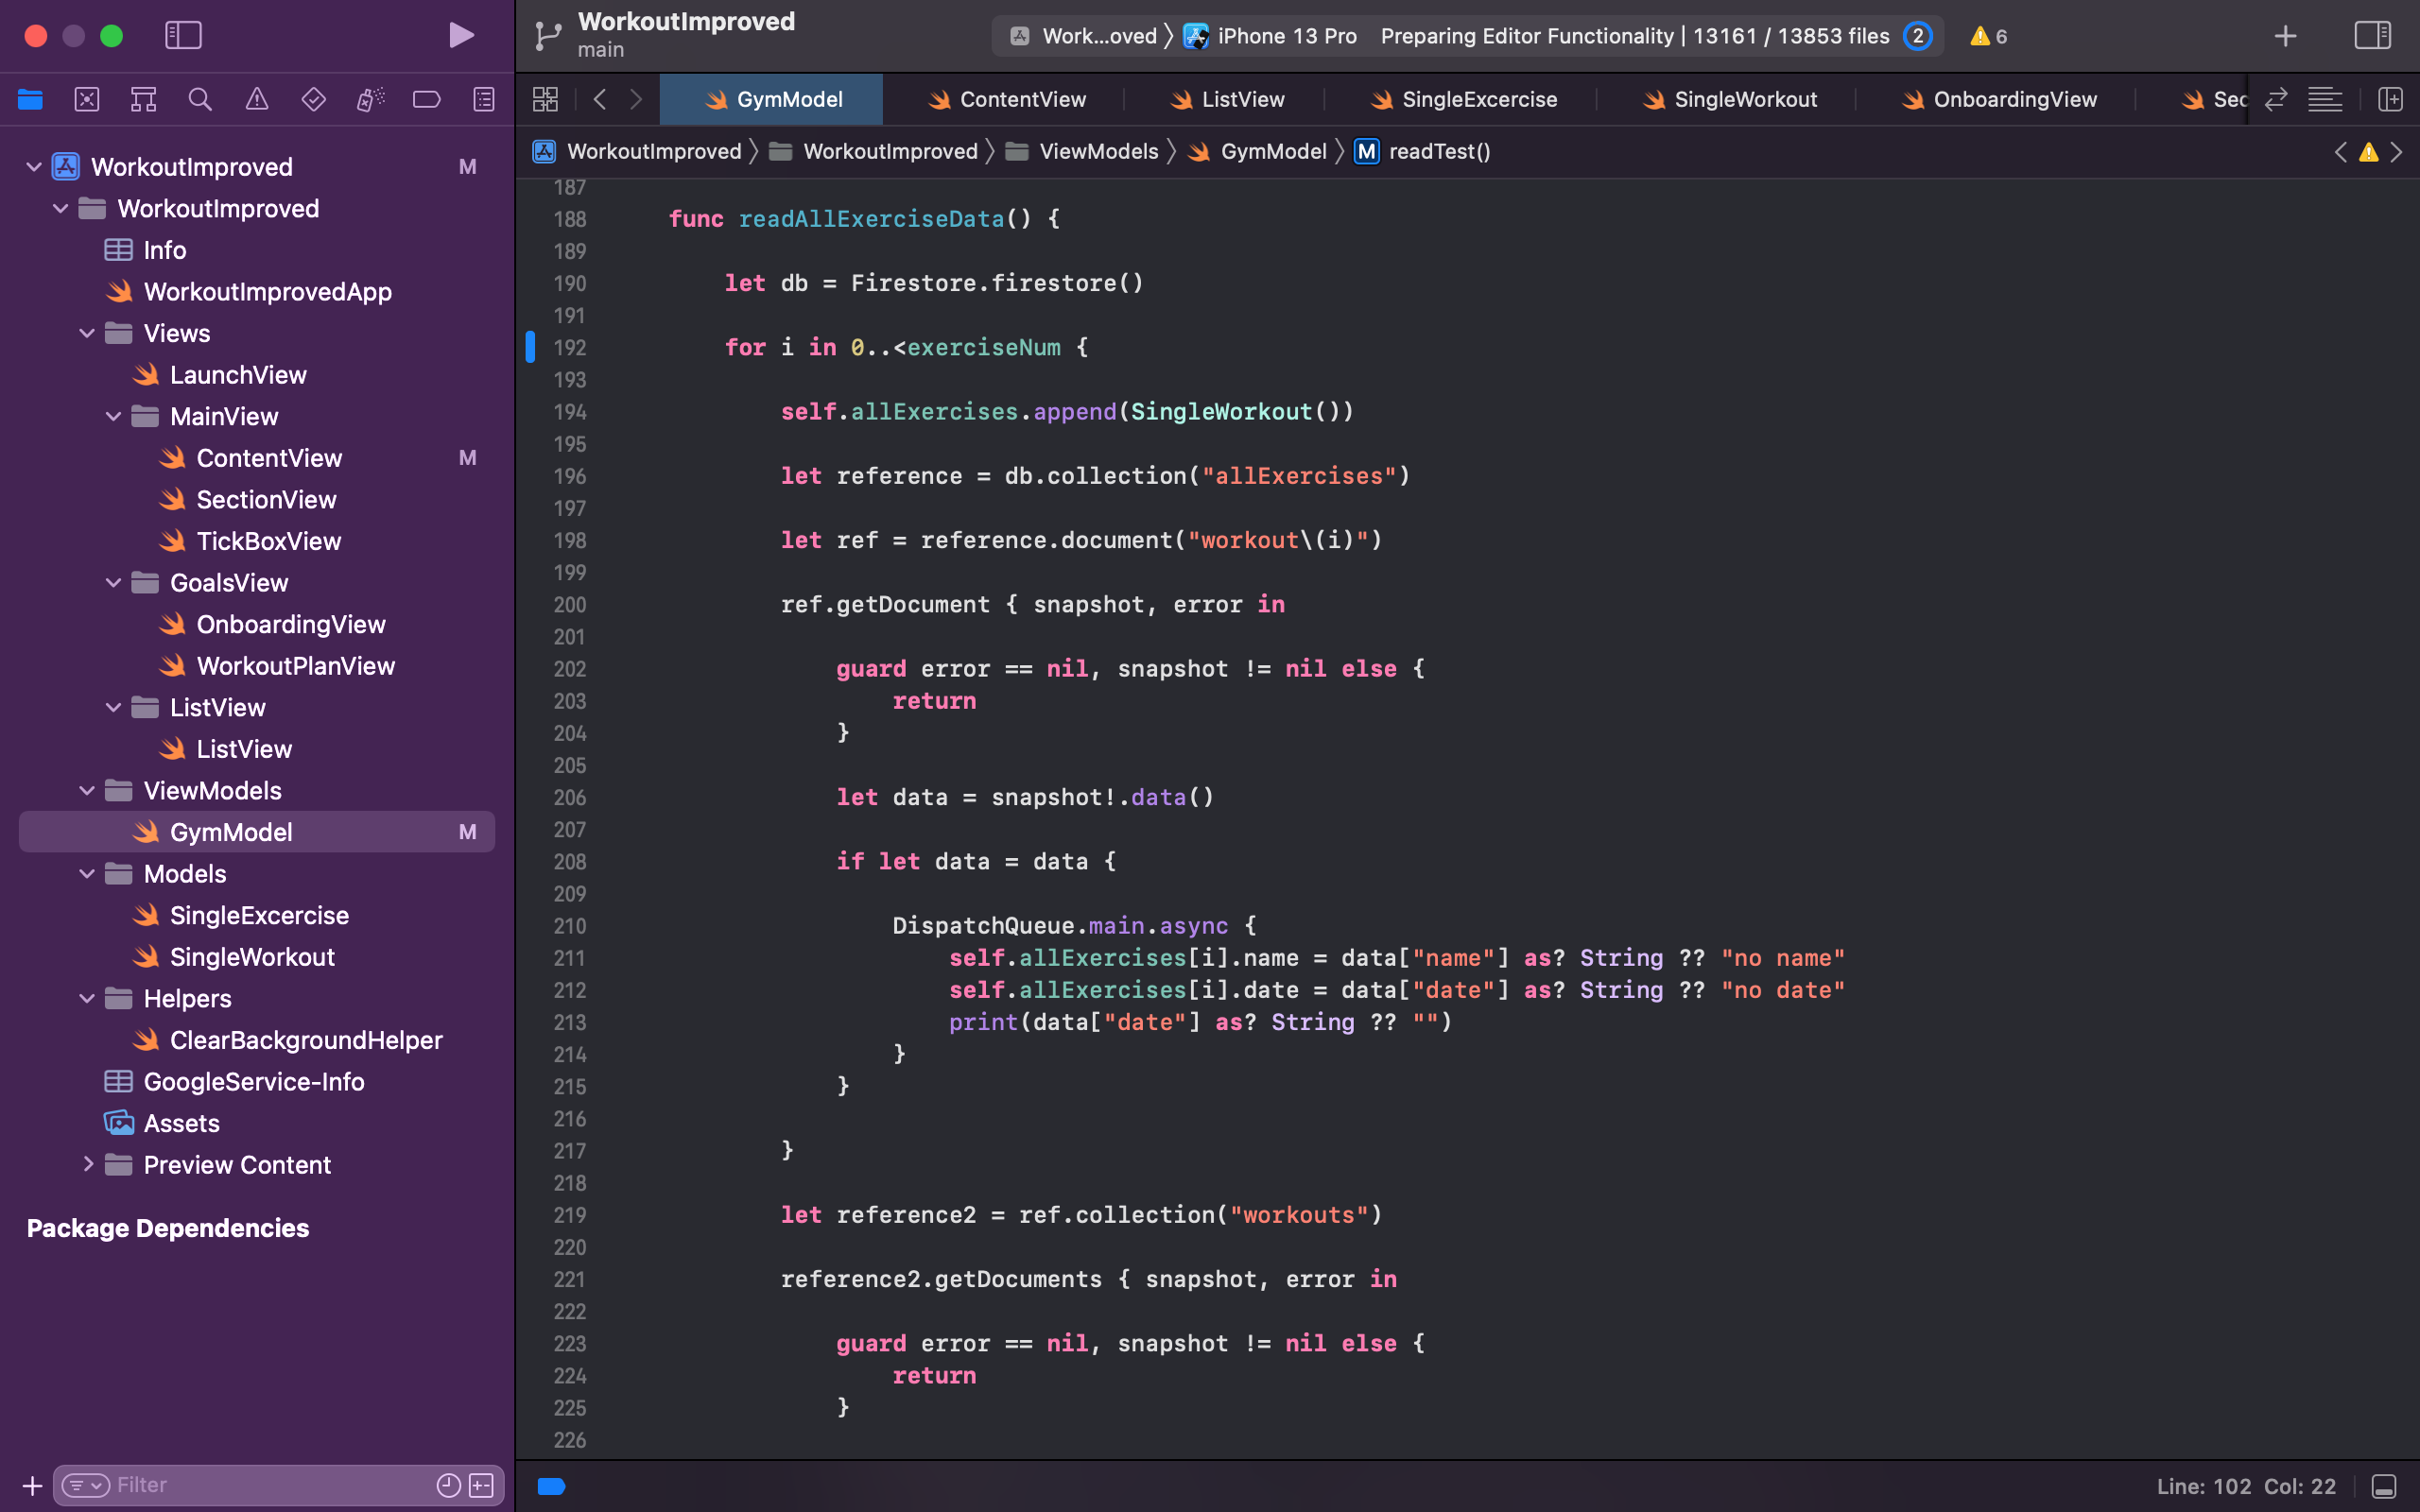 WorkoutImproved
main
Work...oved
iPhone 13 Pro
Preparing Editor Functionality | 13161 / 13853 files
2
6
GymModel
ContentView
ListView
SingleExcercise
SingleWorkout
OnboardingView
Sec
WorkoutImproved
WorkoutImproved
ViewModels
GymModel
M readTest()
WorkoutImproved M
WorkoutImproved
Info
WorkoutImprovedApp
Views
LaunchView
MainView
ContentView M
SectionView
TickBoxView
GoalsView
OnboardingView
WorkoutPlanView
ListView
ListView
ViewModels
GymModel M
Models
SingleExcercise
SingleWorkout
Helpers
ClearBackgroundHelper
GoogleService-Info
Assets
Preview Content
Package Dependencies
Filter
187
188 func readAllExerciseData() {
189
190 let db = Firestore.firestore()
191
192 for i in 0..<exerciseNum {
193
194 self.allExercises.append(SingleWorkout())
195
196 let reference = db.collection("allExercises")
197
198 let ref = reference.document("workout\(i)")
199
200 ref.getDocument { snapshot, error in
201
202 guard error == nil, snapshot != nil else {
203 return
204 }
205
206 let data = snapshot!.data()
207
208 if let data = data {
209
210 DispatchQueue.main.async {
211 self.allExercises[i].name = data["name"] as? String ?? "no name"
212 self.allExercises[i].date = data["date"] as? String ?? "no date"
213 print(data["date"] as? String ?? "")
214 }
215 }
216
217 }
218
219 let reference2 = ref.collection("workouts")
220
221 reference2.getDocuments { snapshot, error in
222
223 guard error == nil, snapshot != nil else {
224 return
225 }
226
Line: 102 Col: 22